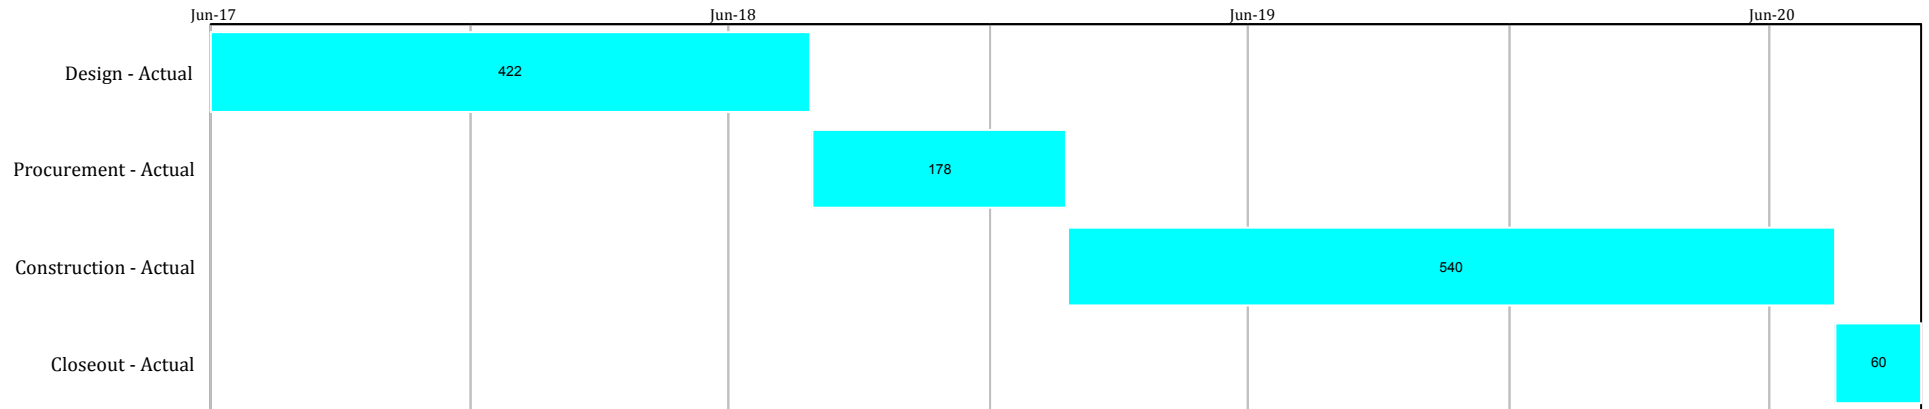 Jun-17 Jun-18 Jun-19 Jun-20
Design - Actual 422
Procurement - Actual 178
Construction - Actual 540
Closeout - Actual 60